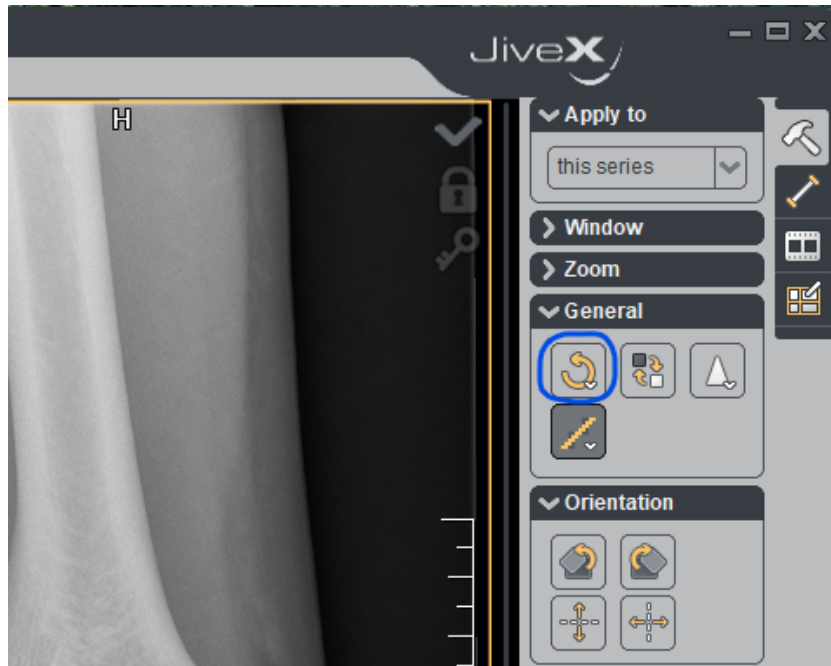 JiveX
H
Apply to
this series
Window
Zoom
General
Orientation